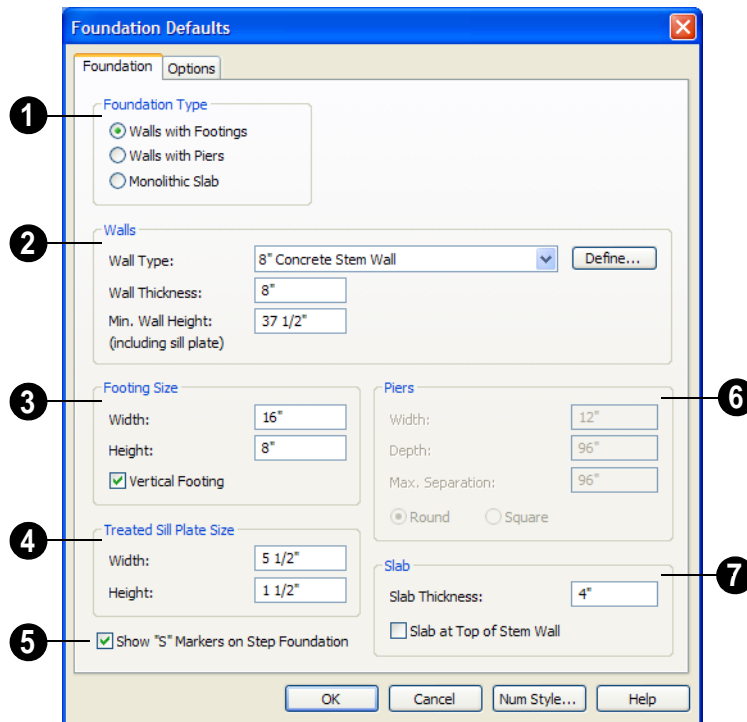 Foundation Defaults
Foundation Options
1
Foundation Type
Walls with Footings
Walls with Piers
Monolithic Slab
2
Walls
Wall Type: 8" Concrete Stem Wall Define...
Wall Thickness: 8"
Min. Wall Height: 37 1/2"
(including sill plate)
3
Footing Size
Width: 16"
Height: 8"
Vertical Footing
6
Piers
Width: 12"
Depth: 96"
Max. Separation: 96"
Round Square
4
Treated Sill Plate Size
Width: 5 1/2"
Height: 1 1/2"
7
Slab
Slab Thickness: 4"
Slab at Top of Stem Wall
5
Show "S" Markers on Step Foundation
OK Cancel Num Style... Help